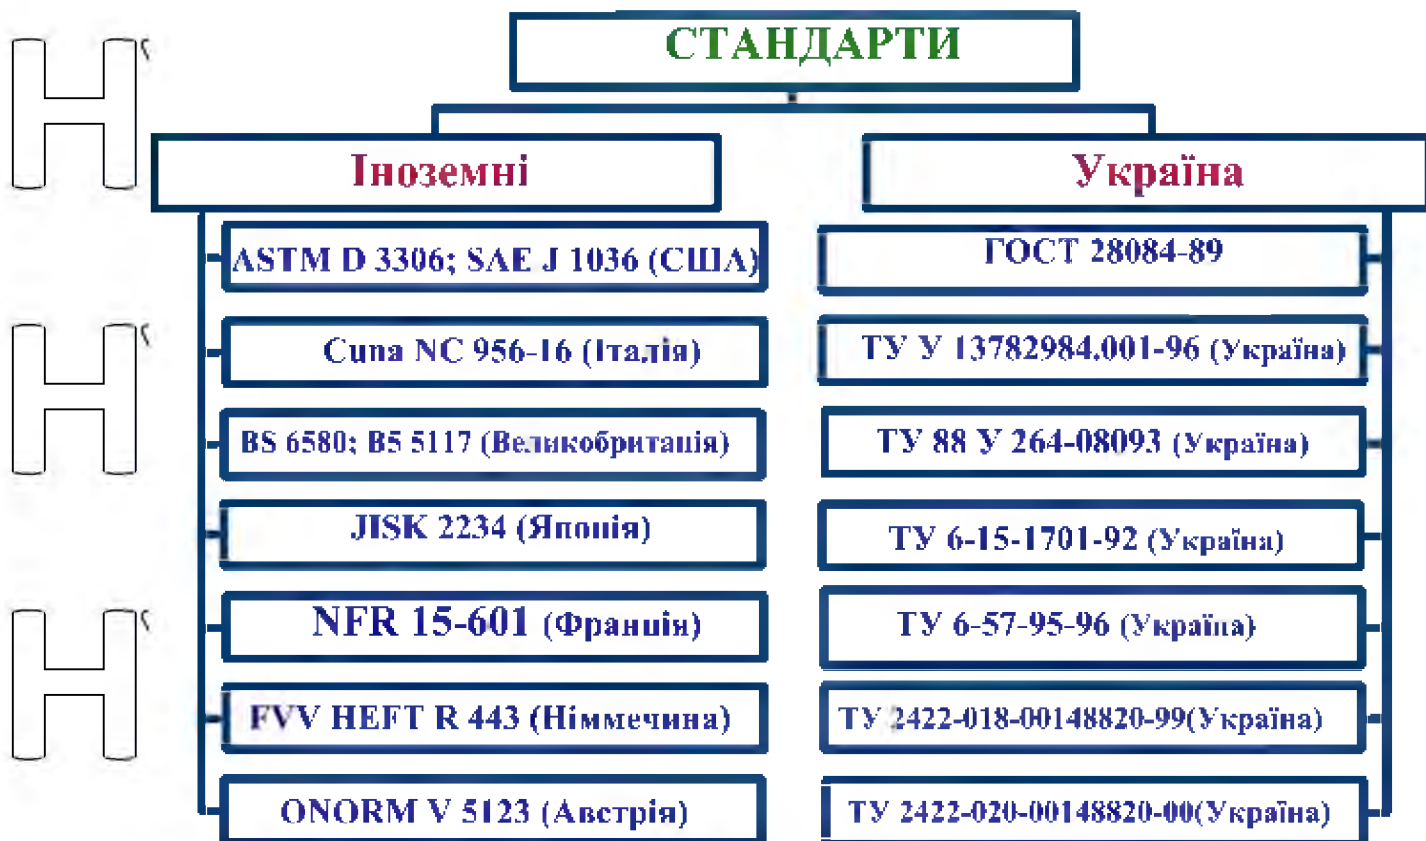 СТАНДАРТИ
Іноземні
ASTM D 3306; SAE J 1036 (США)
Cuna NC 956-16 (Італія)
BS 6580; B5 5117 (Великобритація)
JISK 2234 (Японія)
NFR 15-601 (Франція)
FVV HEFT R 443 (Німмечина)
ONORM V 5123 (Австрія)
Україна
ГОСТ 28084-89
ТУ У 13782984.001-96 (Україна)
ТУ 88 У 264-08093 (Україна)
ТУ 6-15-1701-92 (Україна)
ТУ 6-57-95-96 (Україна)
ТУ 2422-018-00148820-99(Україна)
ТУ 2422-020-00148820-00(Україна)
H
H
H